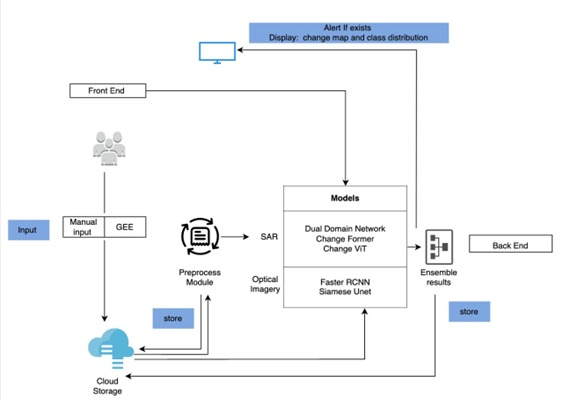 Alert If exists
Display: change map and class distribution
Front End
Models
Input
Manual
input
GEE
SAR
Dual Domain Network
Change Former
Change ViT
Back End
Preprocess
Module
Optical
Imagery
Faster RCNN
Siamese Unet
Ensemble
results
store
store
Cloud
Storage